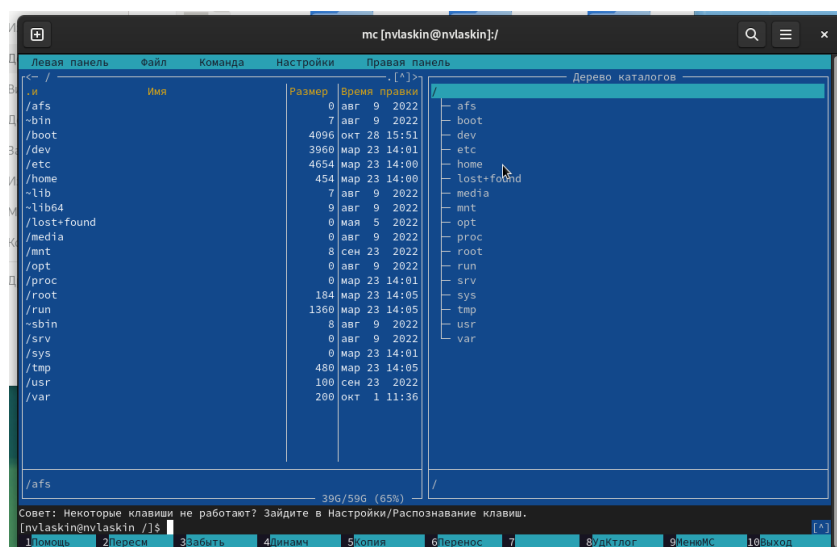 mc [nvlaskin@nvlaskin]:/
Левая панель Файл Команда Настройки Правая панель
<— / .[^]> Дерево каталогов
.и Имя Размер Время правки /
/afs 0 авг 9 2022 afs
~bin 7 авг 9 2022 boot
/boot 4096 окт 28 15:51 dev
/dev 3960 мар 23 14:01 etc
/etc 4654 мар 23 14:00 home
/home 454 мар 23 14:00 lost+found
~lib 7 авг 9 2022 media
~lib64 9 авг 9 2022 mnt
/lost+found 0 мая 5 2022 opt
/media 0 авг 9 2022 proc
/mnt 8 сен 23 2022 root
/opt 0 авг 9 2022 run
/proc 0 мар 23 14:01 srv
/root 184 мар 23 14:05 sys
/run 1360 мар 23 14:05 tmp
~sbin 8 авг 9 2022 usr
/srv 0 авг 9 2022 var
/sys 0 мар 23 14:01
/tmp 480 мар 23 14:05
/usr 100 сен 23 2022
/var 200 окт 1 11:36
/afs /
39G/59G (65%)
Совет: Некоторые клавиши не работают? Зайдите в Настройки/Распознавание клавиш.
[nvlaskin@nvlaskin /]$ [^]
1Помощь 2Пересм 3Забыть 4Динамч 5Копия 6Перенос 7 8УдКтлог 9МенюMC 10Выход